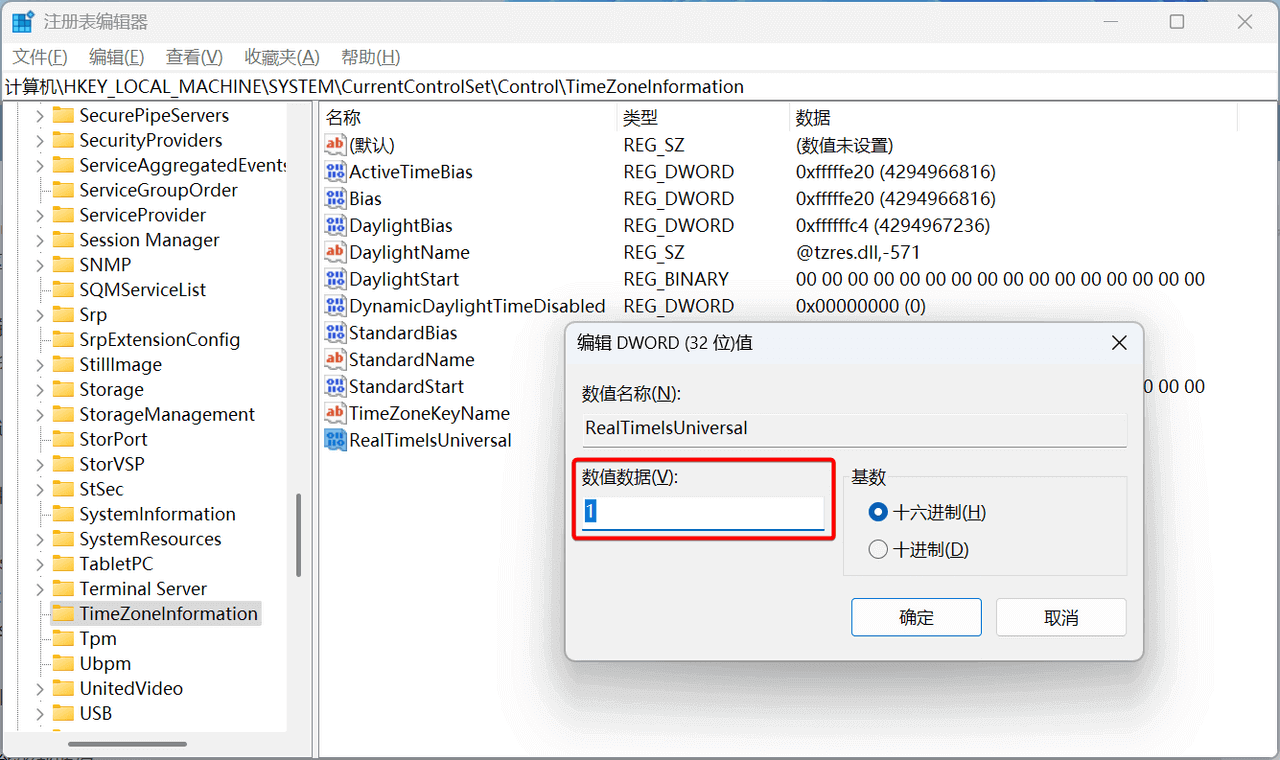 注册表编辑器
文件(F) 编辑(E) 查看(V) 收藏夹(A) 帮助(H)
计算机\HKEY_LOCAL_MACHINE\SYSTEM\CurrentControlSet\Control\TimeZoneInformation
SecurePipeServers
SecurityProviders
ServiceAggregatedEvents
ServiceGroupOrder
ServiceProvider
Session Manager
SNMP
SQMServiceList
Srp
SrpExtensionConfig
StillImage
Storage
StorageManagement
StorPort
StorVSP
StSec
SystemInformation
SystemResources
TabletPC
Terminal Server
TimeZoneInformation
Tpm
Ubpm
UnitedVideo
USB
名称 类型 数据
(默认) REG_SZ (数值未设置)
ActiveTimeBias REG_DWORD 0xfffffe20 (4294966816)
Bias REG_DWORD 0xfffffe20 (4294966816)
DaylightBias REG_DWORD 0xffffffc4 (4294967236)
DaylightName REG_SZ @tzres.dll,-571
DaylightStart REG_BINARY 00 00 00 00 00 00 00 00 00 00 00 00 00 00 00 00
DynamicDaylightTimeDisabled REG_DWORD 0x00000000 (0)
StandardBias
StandardName
StandardStart 0 00 00
TimeZoneKeyName
RealTimeIsUniversal
编辑 DWORD (32 位)值
数值名称(N):
RealTimeIsUniversal
数值数据(V):
1
基数
十六进制(H)
十进制(D)
确定 取消